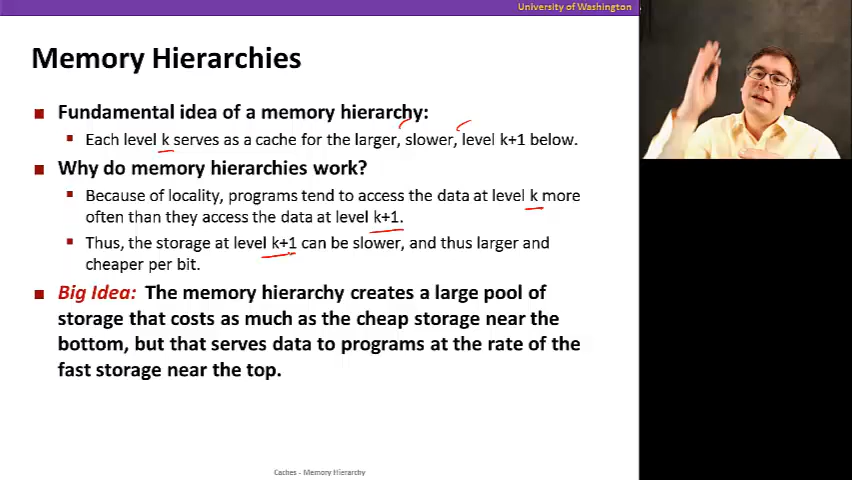 University of Washington
Memory Hierarchies
Fundamental idea of a memory hierarchy:
Each level k serves as a cache for the larger, slower, level k+1 below.
Why do memory hierarchies work?
Because of locality, programs tend to access the data at level k more
often than they access the data at level k+1.
Thus, the storage at level k+1 can be slower, and thus larger and
cheaper per bit.
Big Idea: The memory hierarchy creates a large pool of
storage that costs as much as the cheap storage near the
bottom, but that serves data to programs at the rate of the
fast storage near the top.
Caches - Memory Hierarchy